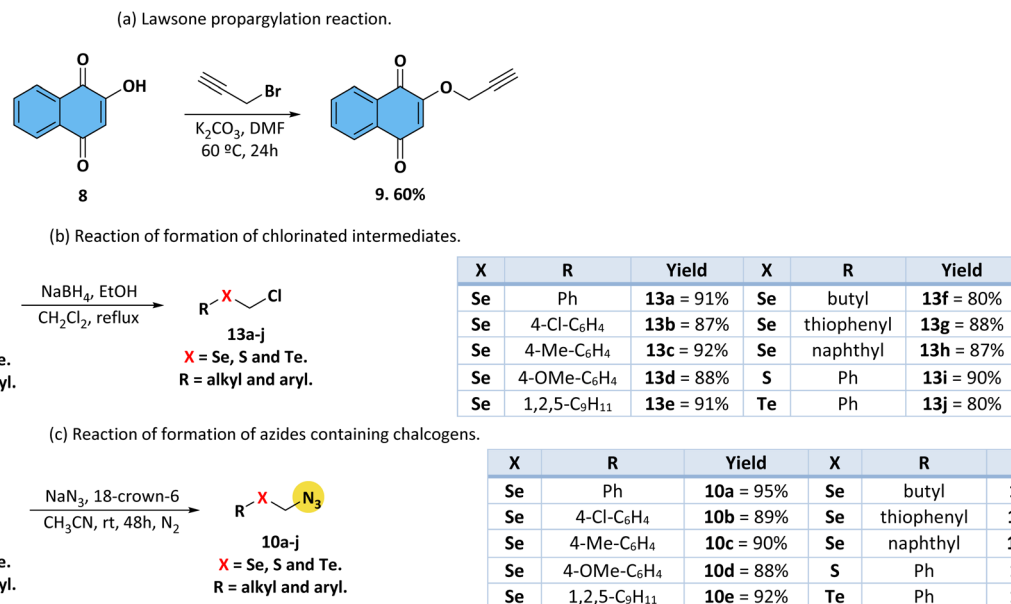 (a) Lawsone propargylation reaction.
O
OH
O
8
Br
K₂CO₃, DMF
60 ºC, 24h
O
O
O
9. 60%
(b) Reaction of formation of chlorinated intermediates.
NaBH₄, EtOH
CH₂Cl₂, reflux
R X Cl
13a-j
X = Se, S and Te.
R = alkyl and aryl.
e.
yl.
X R Yield X R Yield
Se Ph 13a = 91% Se butyl 13f = 80%
Se 4-Cl-C₆H₄ 13b = 87% Se thiophenyl 13g = 88%
Se 4-Me-C₆H₄ 13c = 92% Se naphthyl 13h = 87%
Se 4-OMe-C₆H₄ 13d = 88% S Ph 13i = 90%
Se 1,2,5-C₉H₁₁ 13e = 91% Te Ph 13j = 80%
(c) Reaction of formation of azides containing chalcogens.
NaN₃, 18-crown-6
CH₃CN, rt, 48h, N₂
R X N₃
10a-j
X = Se, S and Te.
R = alkyl and aryl.
e.
yl.
X R Yield X R
Se Ph 10a = 95% Se butyl
Se 4-Cl-C₆H₄ 10b = 89% Se thiophenyl
Se 4-Me-C₆H₄ 10c = 90% Se naphthyl
Se 4-OMe-C₆H₄ 10d = 88% S Ph
Se 1,2,5-C₉H₁₁ 10e = 92% Te Ph